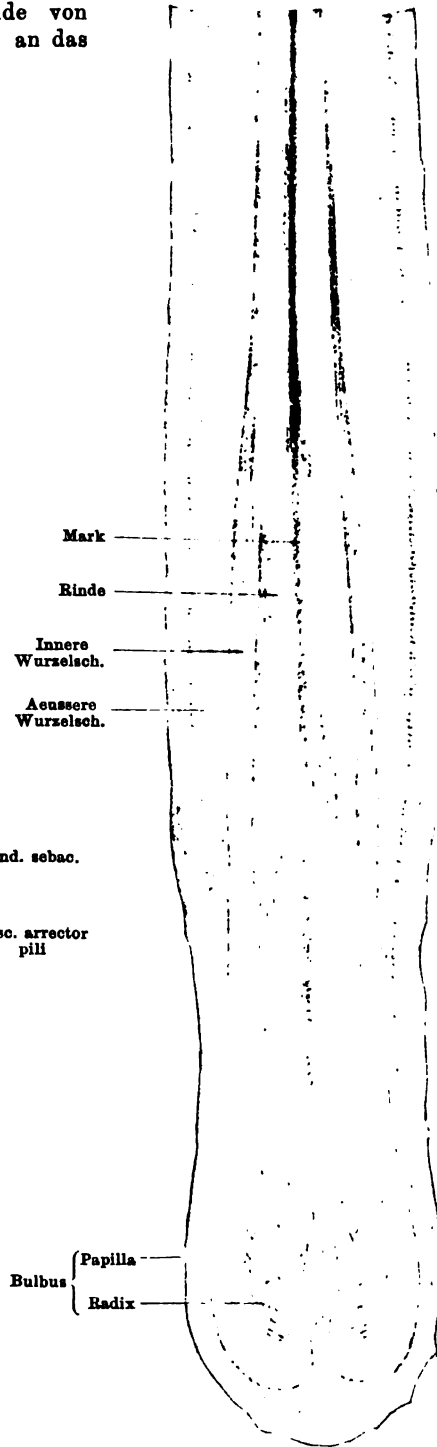 de von
an das
Mark
Rinde
Innere
Wurzelsch.
Aeussere
Wurzelsch.
nd. sebac.
sc. arrector
pili
Papilla
Bulbus
Radix